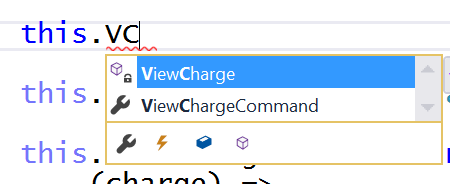 this.VC
ViewCharge
this.
ViewChargeCommand
this.
(charge) =>